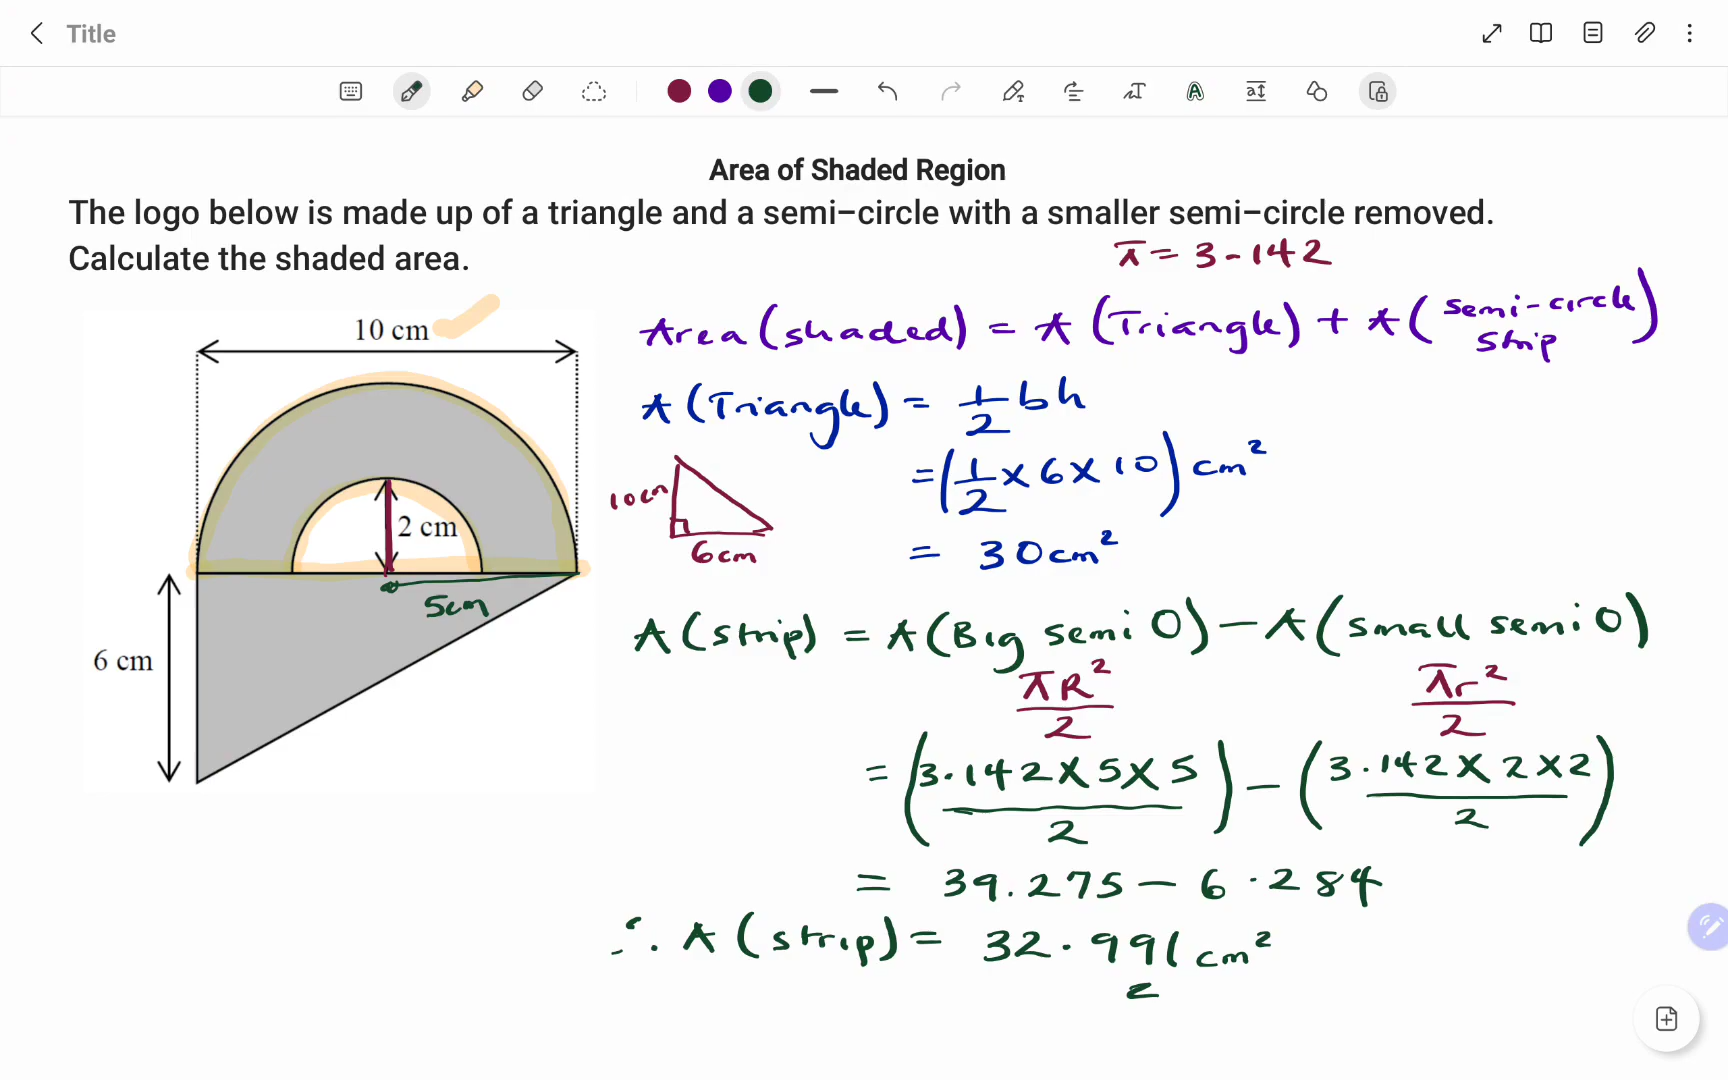 Title
Area of Shaded Region
The logo below is made up of a triangle and a semi-circle with a smaller semi-circle removed.
Calculate the shaded area.
π = 3.142
10 cm
Area (shaded) = A (Triangle) + A (semi-circle strip)
A (Triangle) = 1/2 bh
= (1/2 × 6 × 10) cm²
10cm
6cm
= 30cm²
2 cm
5cm
6 cm
A (strip) = A (Big semi O) - A (small semi O)
πR²/2 πr²/2
= (3.142 × 5 × 5 / 2) - (3.142 × 2 × 2 / 2)
= 39.275 - 6.284
∴ A (strip) = 32.991 cm²